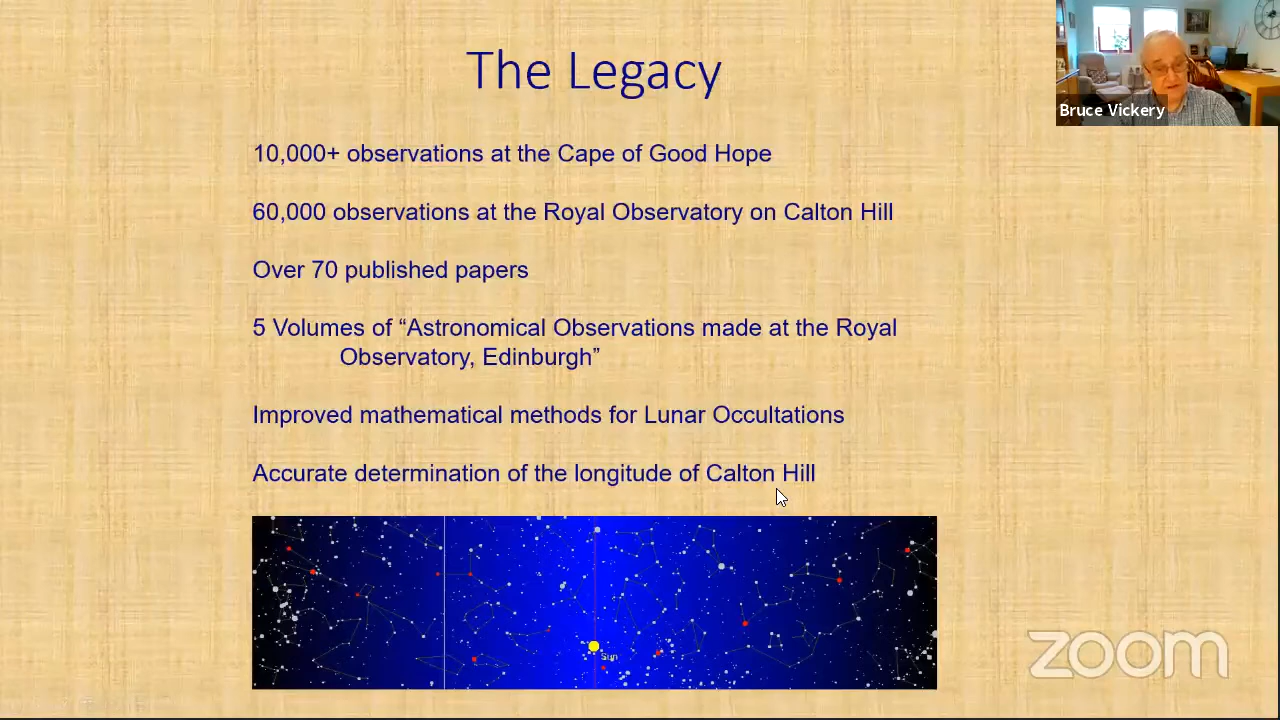 The Legacy
Bruce Vickery
10,000+ observations at the Cape of Good Hope
60,000 observations at the Royal Observatory on Calton Hill
Over 70 published papers
5 Volumes of “Astronomical Observations made at the Royal
Observatory, Edinburgh”
Improved mathematical methods for Lunar Occultations
Accurate determination of the longitude of Calton Hill
Sun
zoom